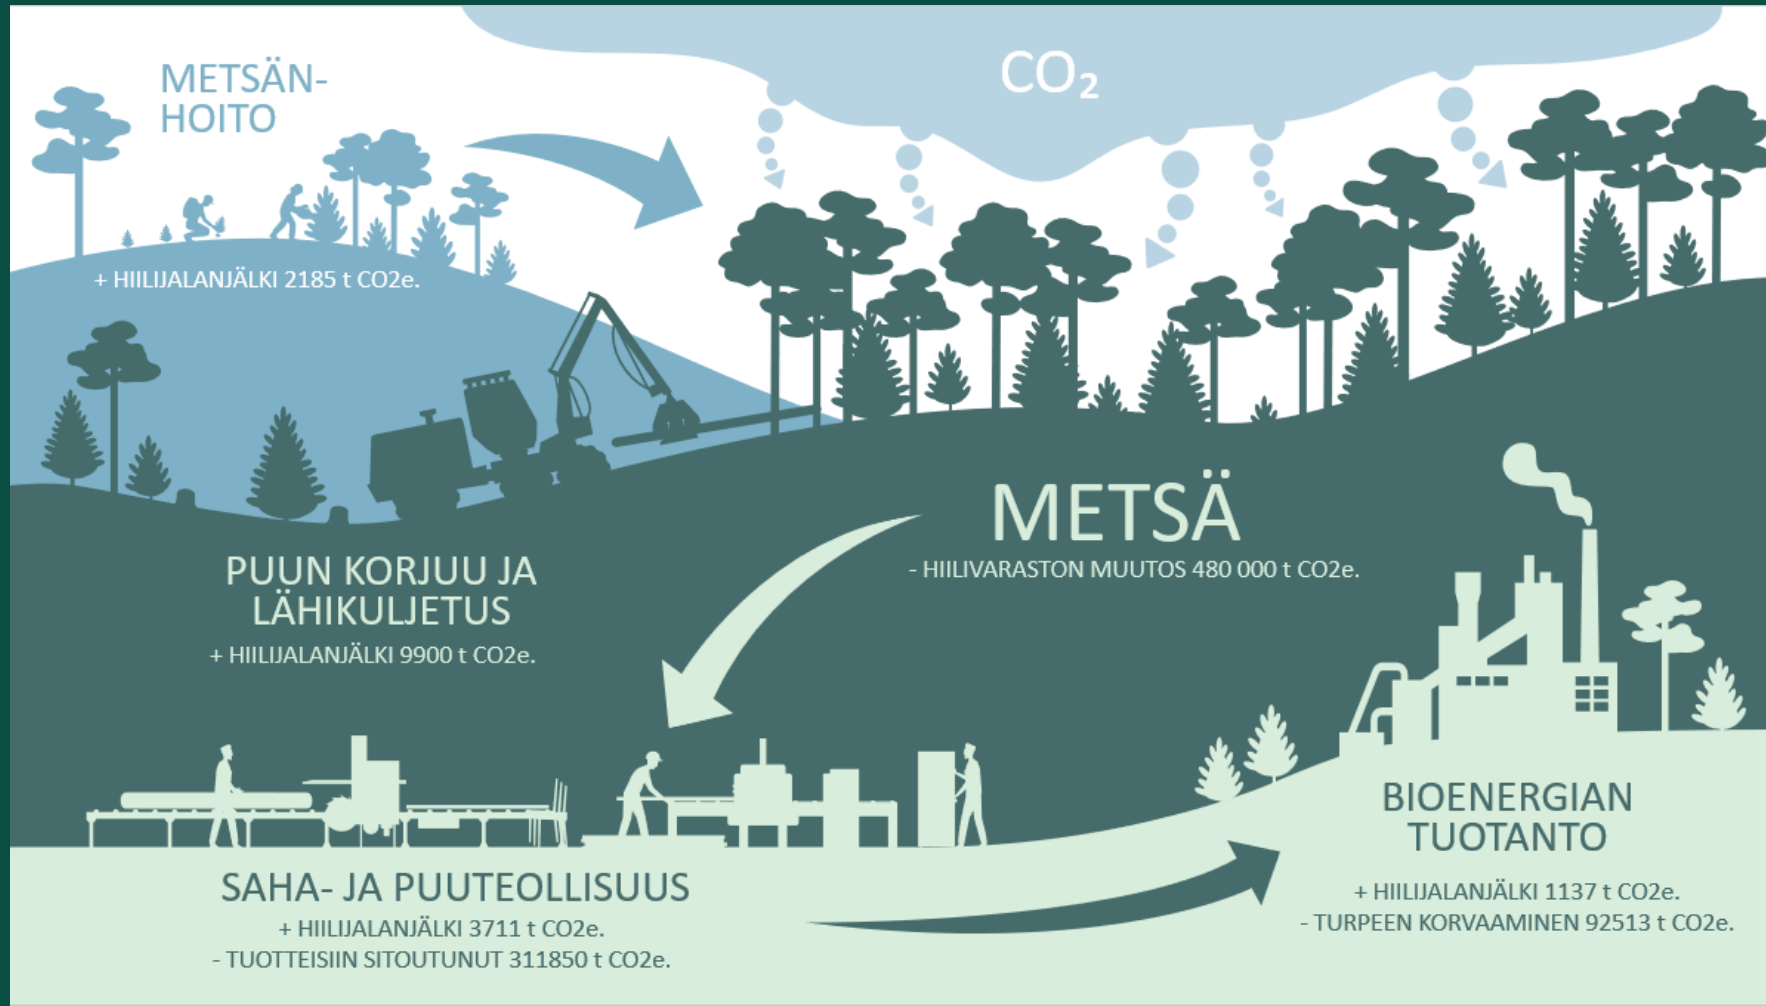 METSÄN-
HOITO
+ HIILIJALANJÄLKI 2185 t CO2e.
CO₂
METSÄ
- HIILIVARASTON MUUTOS 480 000 t CO2e.
PUUN KORJUU JA
LÄHIKULJETUS
+ HIILIJALANJÄLKI 9900 t CO2e.
SAHA- JA PUUTEOLLISUUS
+ HIILIJALANJÄLKI 3711 t CO2e.
- TUOTTEISIIN SITOUTUNUT 311850 t CO2e.
BIOENERGIAN
TUOTANTO
+ HIILIJALANJÄLKI 1137 t CO2e.
- TURPEEN KORVAAMINEN 92513 t CO2e.